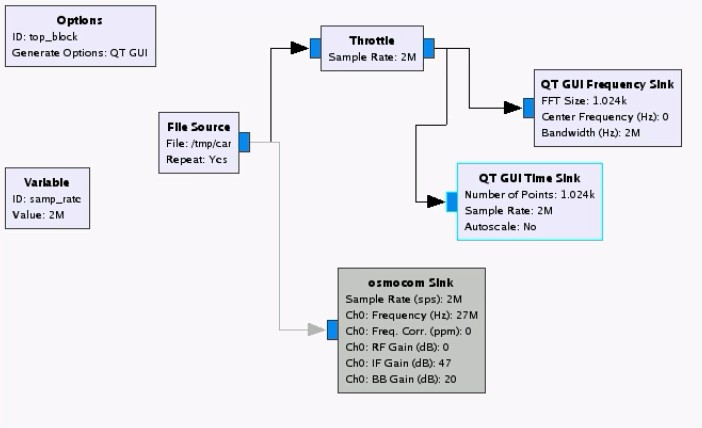 Options
ID: top_block
Generate Options: QT GUI
Throttle
Sample Rate: 2M
QT GUI Frequency Sink
FFT Size: 1.024k
Center Frequency (Hz): 0
Bandwidth (Hz): 2M
File Source
File: /tmp/car
Repeat: Yes
Variable
ID: samp_rate
Value: 2M
QT GUI Time Sink
Number of Points: 1.024k
Sample Rate: 2M
Autoscale: No
osmocom Sink
Sample Rate (sps): 2M
Ch0: Frequency (Hz): 27M
Ch0: Freq. Corr. (ppm): 0
Ch0: RF Gain (dB): 0
Ch0: IF Gain (dB): 47
Ch0: BB Gain (dB): 20